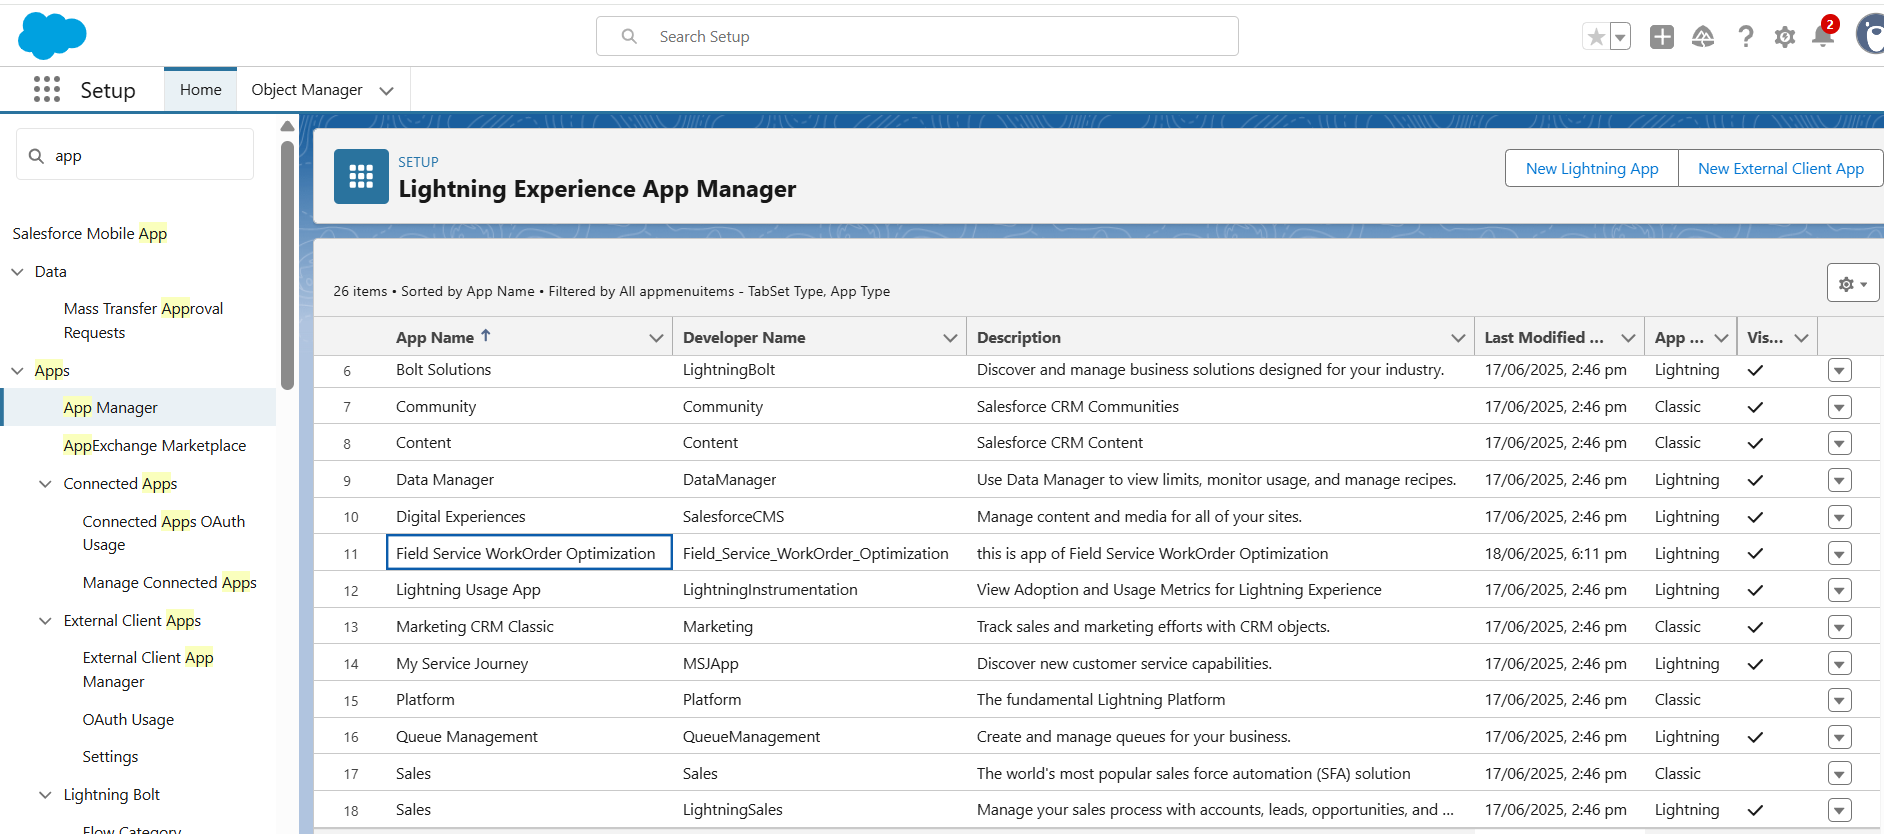 Search Setup
2
Setup
Home
Object Manager
app
Salesforce Mobile App
Data
Mass Transfer Approval
Requests
Apps
App Manager
AppExchange Marketplace
Connected Apps
Connected Apps OAuth
Usage
Manage Connected Apps
External Client Apps
External Client App
Manager
OAuth Usage
Settings
Lightning Bolt
Flow Category
SETUP
Lightning Experience App Manager
New Lightning App
New External Client App
26 items • Sorted by App Name • Filtered by All appmenuitems - TabSet Type, App Type
App Name Developer Name Description Last Modified ... App ... Vis...
6 Bolt Solutions LightningBolt Discover and manage business solutions designed for your industry. 17/06/2025, 2:46 pm Lightning
7 Community Community Salesforce CRM Communities 17/06/2025, 2:46 pm Classic
8 Content Content Salesforce CRM Content 17/06/2025, 2:46 pm Classic
9 Data Manager DataManager Use Data Manager to view limits, monitor usage, and manage recipes. 17/06/2025, 2:46 pm Lightning
10 Digital Experiences SalesforceCMS Manage content and media for all of your sites. 17/06/2025, 2:46 pm Lightning
11 Field Service WorkOrder Optimization Field_Service_WorkOrder_Optimization this is app of Field Service WorkOrder Optimization 18/06/2025, 6:11 pm Lightning
12 Lightning Usage App LightningInstrumentation View Adoption and Usage Metrics for Lightning Experience 17/06/2025, 2:46 pm Lightning
13 Marketing CRM Classic Marketing Track sales and marketing efforts with CRM objects. 17/06/2025, 2:46 pm Classic
14 My Service Journey MSJApp Discover new customer service capabilities. 17/06/2025, 2:46 pm Lightning
15 Platform Platform The fundamental Lightning Platform 17/06/2025, 2:46 pm Classic
16 Queue Management QueueManagement Create and manage queues for your business. 17/06/2025, 2:46 pm Lightning
17 Sales Sales The world's most popular sales force automation (SFA) solution 17/06/2025, 2:46 pm Classic
18 Sales LightningSales Manage your sales process with accounts, leads, opportunities, and ... 17/06/2025, 2:46 pm Lightning